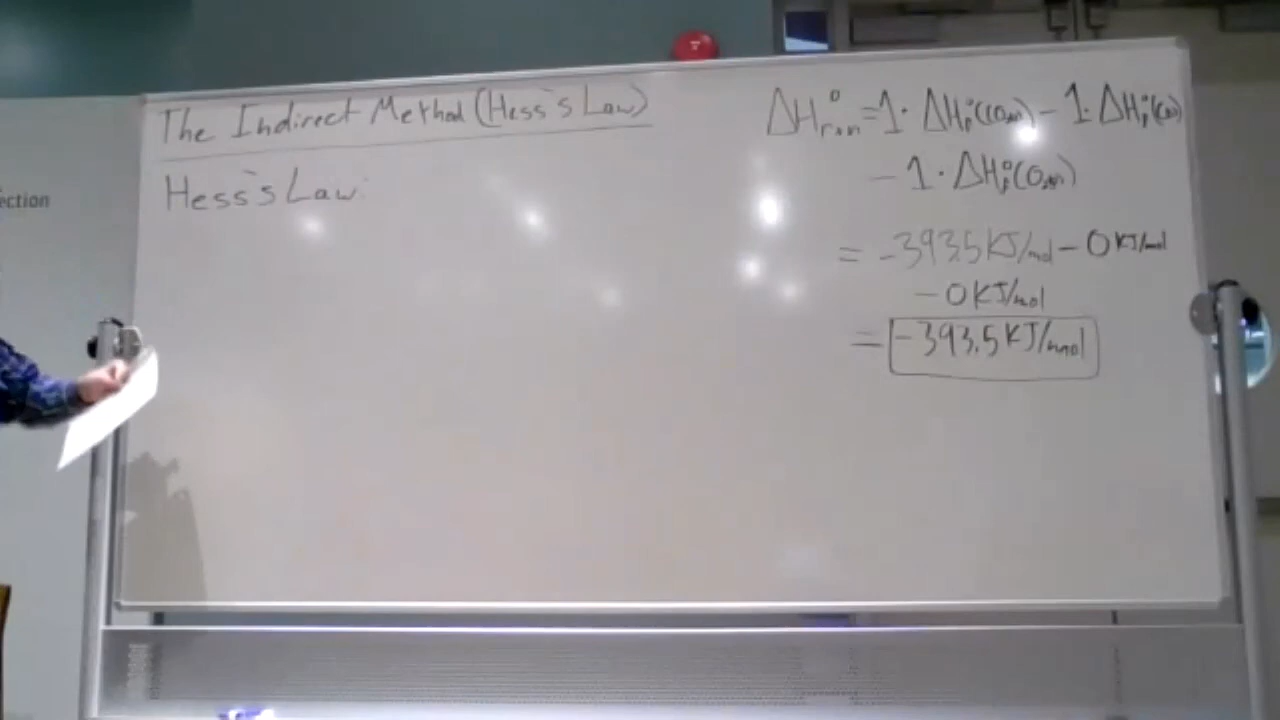 ection
The Indirect Method (Hess's Law)
Hess's Law:
ΔH°rxn = 1· ΔH°f(CO₂(g)) − 1· ΔH°f(C(s))
− 1· ΔH°f(O₂(g))
= −393.5 KJ/mol − 0 KJ/mol
− 0 KJ/mol
= −393.5 KJ/mol